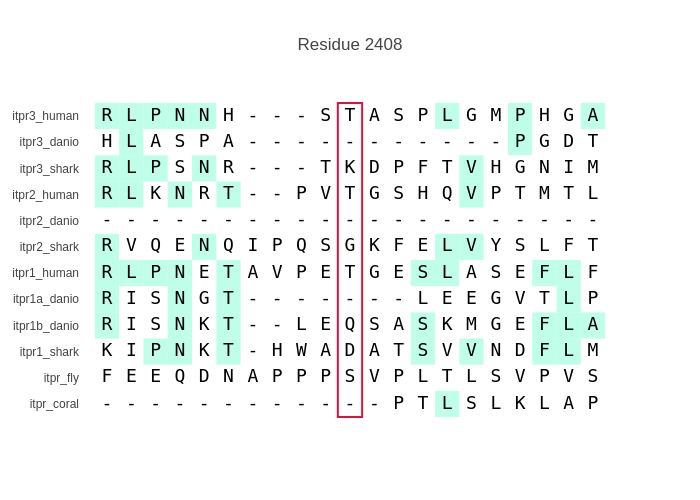 Residue 2408
itpr3_human R L P N N H - - - S T A S P L G M P H G A
itpr3_danio H L A S P A - - - - - - - - - - - P G D T
itpr3_shark R L P S N R - - - T K D P F T V H G N I M
itpr2_human R L K N R T - - P V T G S H Q V P T M T L
itpr2_danio - - - - - - - - - - - - - - - - - - - - -
itpr2_shark R V Q E N Q I P Q S G K F E L V Y S L F T
itpr1_human R L P N E T A V P E T G E S L A S E F L F
itpr1a_danio R I S N G T - - - - - - - L E E G V T L P
itpr1b_danio R I S N K T - - L E Q S A S K M G E F L A
itpr1_shark K I P N K T - H W A D A T S V V N D F L M
itpr_fly F E E Q D N A P P P S V P L T L S V P V S
itpr_coral - - - - - - - - - - - - P T L S L K L A P